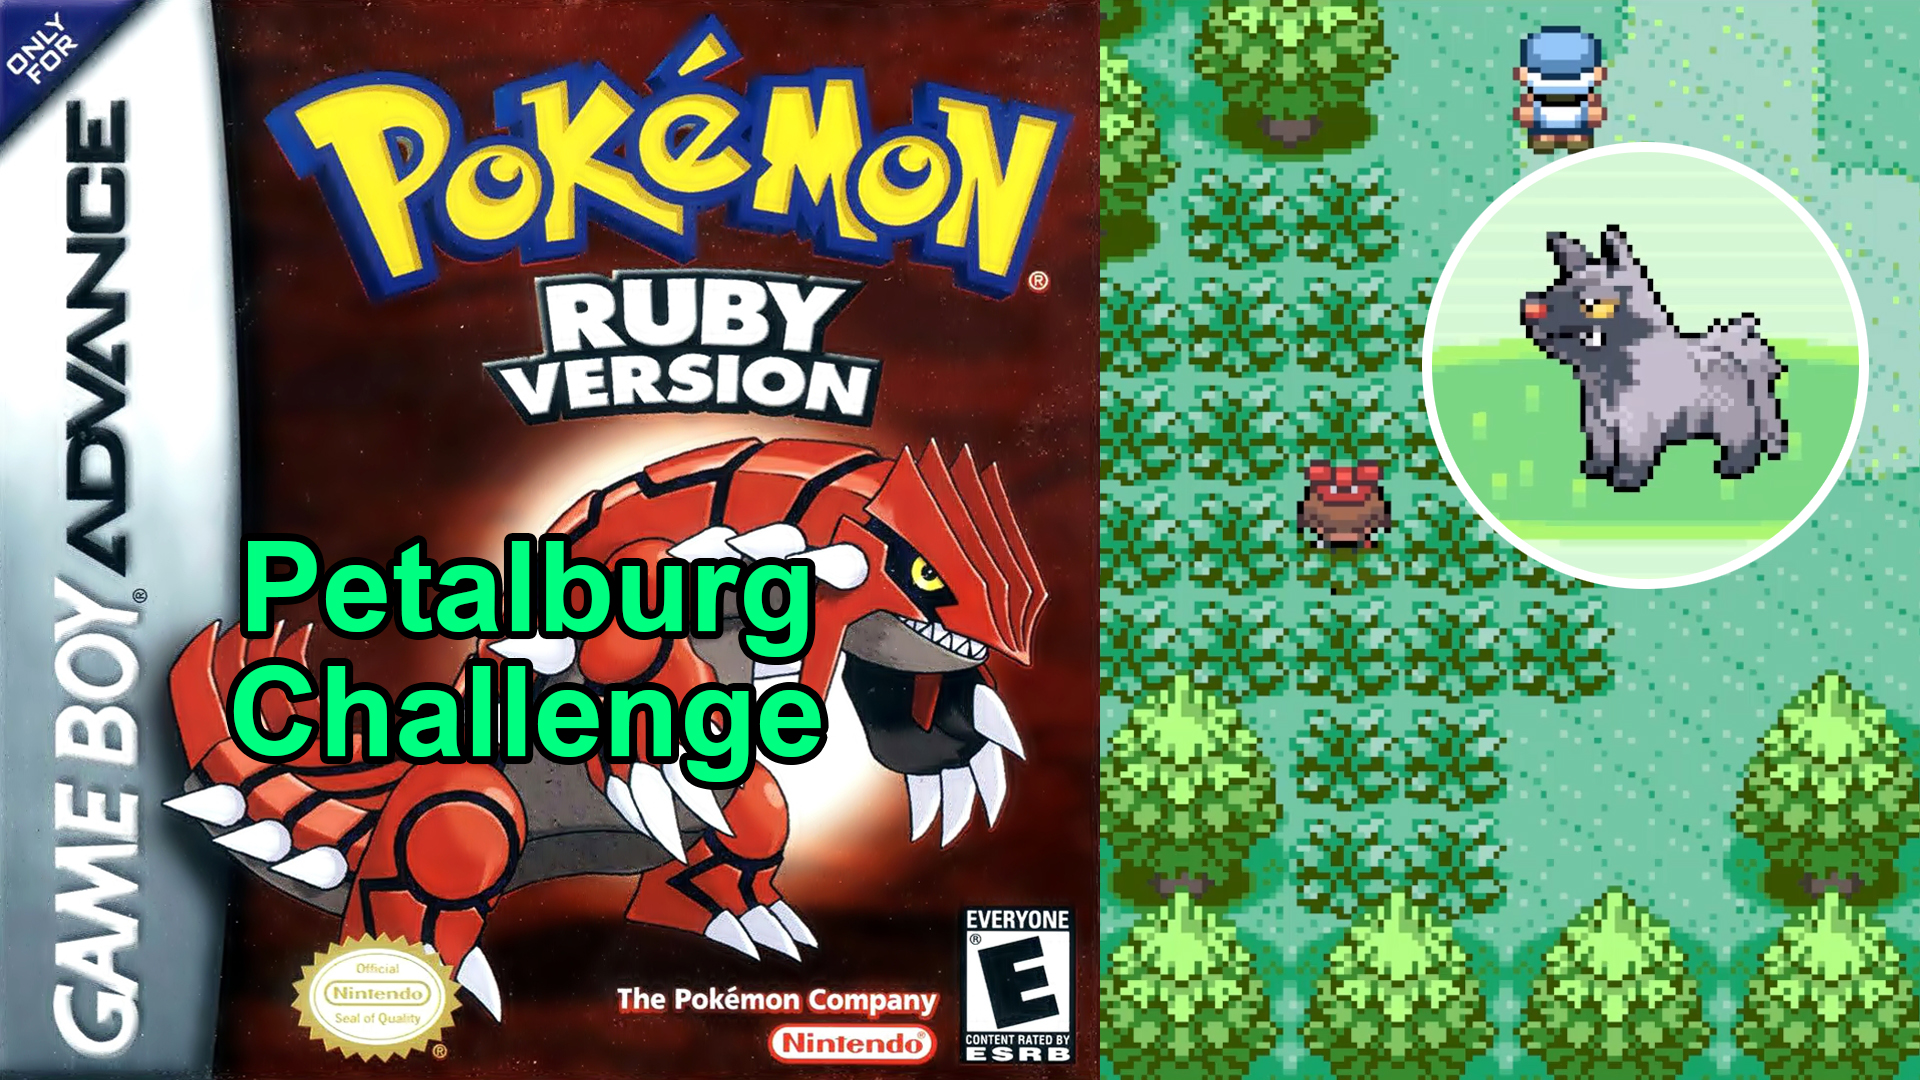 ONLY
FOR
GAME BOY ADVANCE®
POKéMON®
RUBY
VERSION
Petalburg
Challenge
Official
Nintendo
Seal of Quality
®
The Pokémon Company
Nintendo®
EVERYONE
®
E
CONTENT RATED BY
ESRB